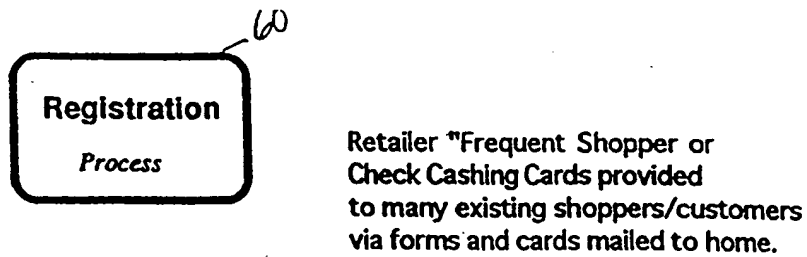 60
Registration
Process
Retailer "Frequent Shopper or
Check Cashing Cards provided
to many existing shoppers/customers
via forms and cards mailed to home.